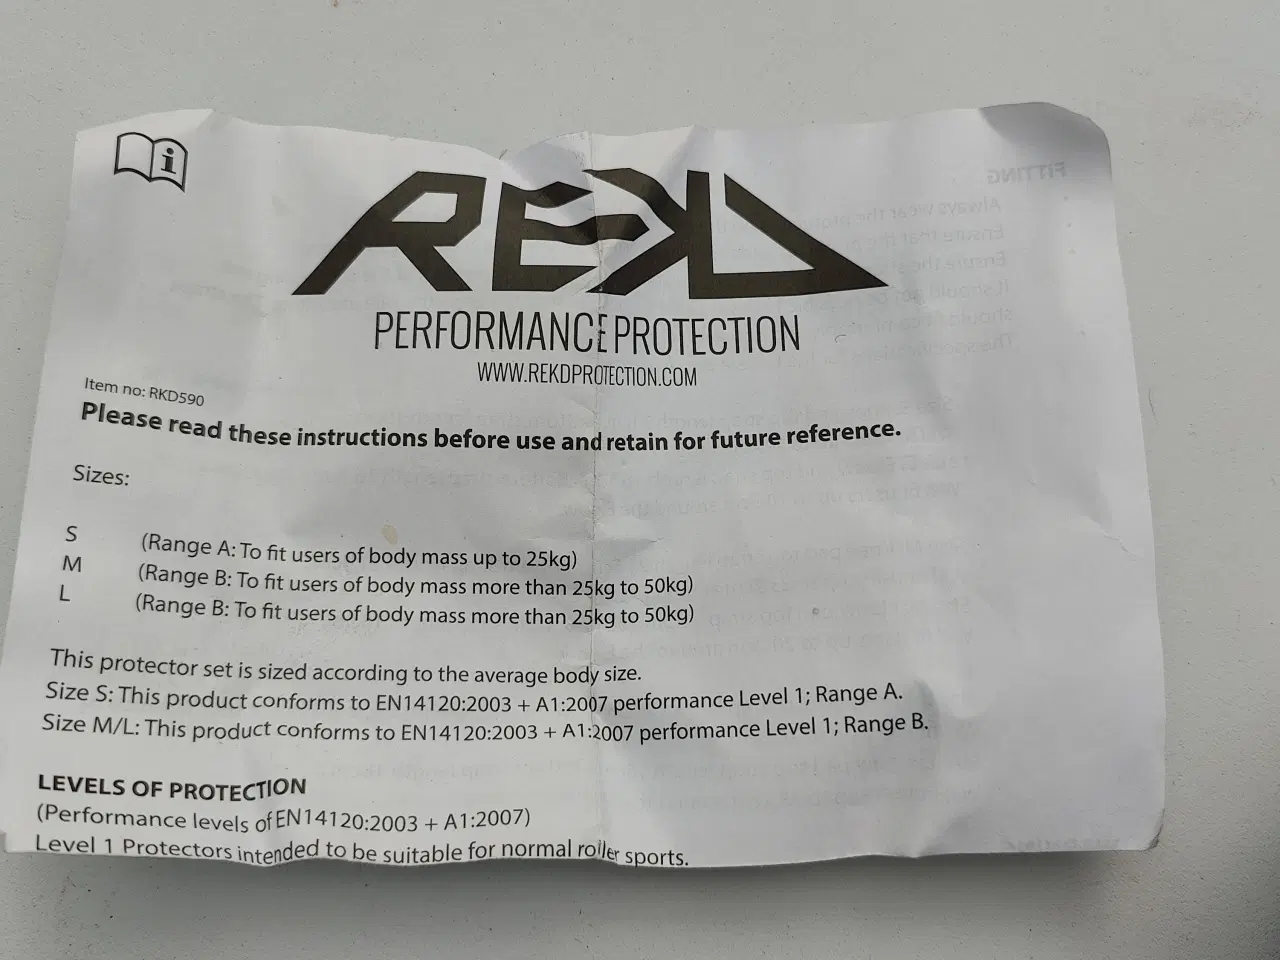 i
REKD
PERFORMANCE PROTECTION
WWW.REKDPROTECTION.COM
Item no: RKD590
Please read these instructions before use and retain for future reference.
Sizes:
S (Range A: To fit users of body mass up to 25kg)
M (Range B: To fit users of body mass more than 25kg to 50kg)
L (Range B: To fit users of body mass more than 25kg to 50kg)
This protector set is sized according to the average body size.
Size S: This product conforms to EN14120:2003 + A1:2007 performance Level 1; Range A.
Size M/L: This product conforms to EN14120:2003 + A1:2007 performance Level 1; Range B.
LEVELS OF PROTECTION
(Performance levels of EN14120:2003 + A1:2007)
Level 1 Protectors intended to be suitable for normal roller sports.